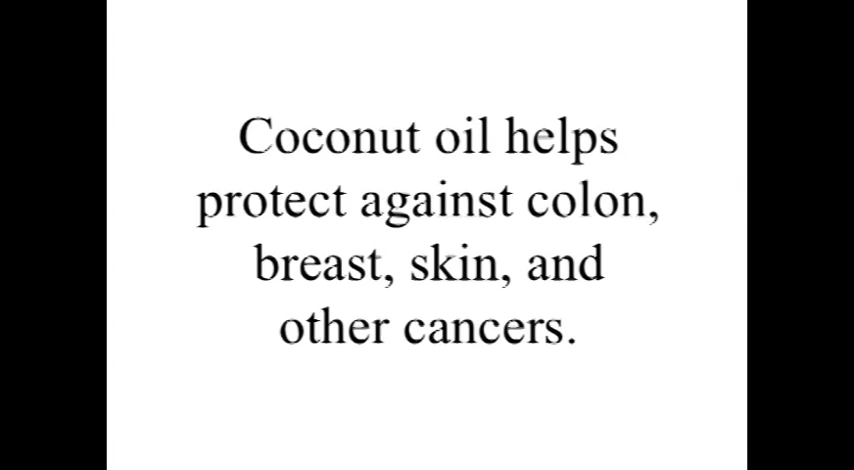 Coconut oil helps
protect against colon,
breast, skin, and
other cancers.